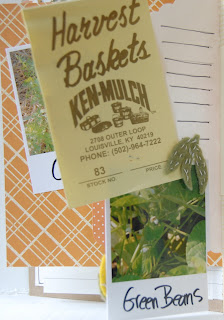 Harvest
Baskets
KEN-MULCH
2708 OUTER LOOP
LOUISVILLE, KY 40219
PHONE: (502)-964-7222
83
STOCK NO.
PRICE
Green Beans